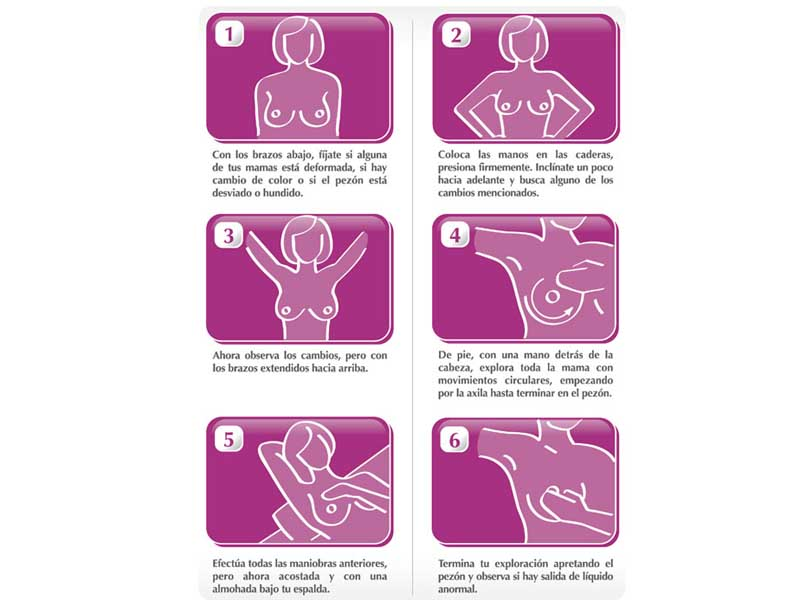 1
Con los brazos abajo, fíjate si alguna
de tus mamas está deformada, si hay
cambio de color o si el pezón está
desviado o hundido.
2
Coloca las manos en las caderas,
presiona firmemente. Inclínate un poco
hacia adelante y busca alguno de los
cambios mencionados.
3
Ahora observa los cambios, pero con
los brazos extendidos hacia arriba.
4
De pie, con una mano detrás de la
cabeza, explora toda la mama con
movimientos circulares, empezando
por la axila hasta terminar en el pezón.
5
Efectúa todas las maniobras anteriores,
pero ahora acostada y con una
almohada bajo tu espalda.
6
Termina tu exploración apretando el
pezón y observa si hay salida de líquido
anormal.